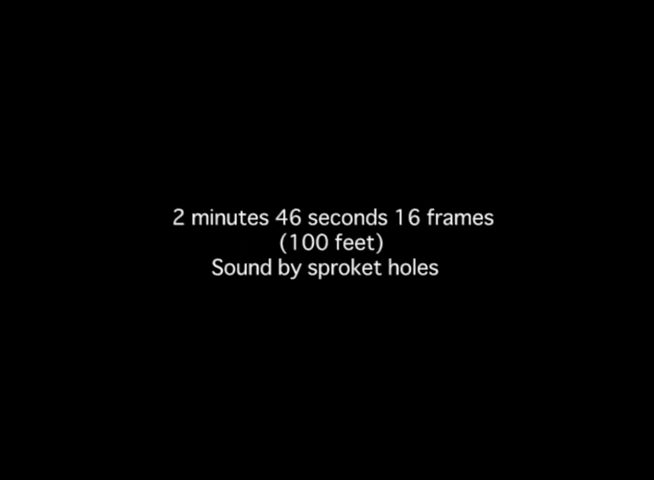 2 minutes 46 seconds 16 frames
(100 feet)
Sound by sproket holes